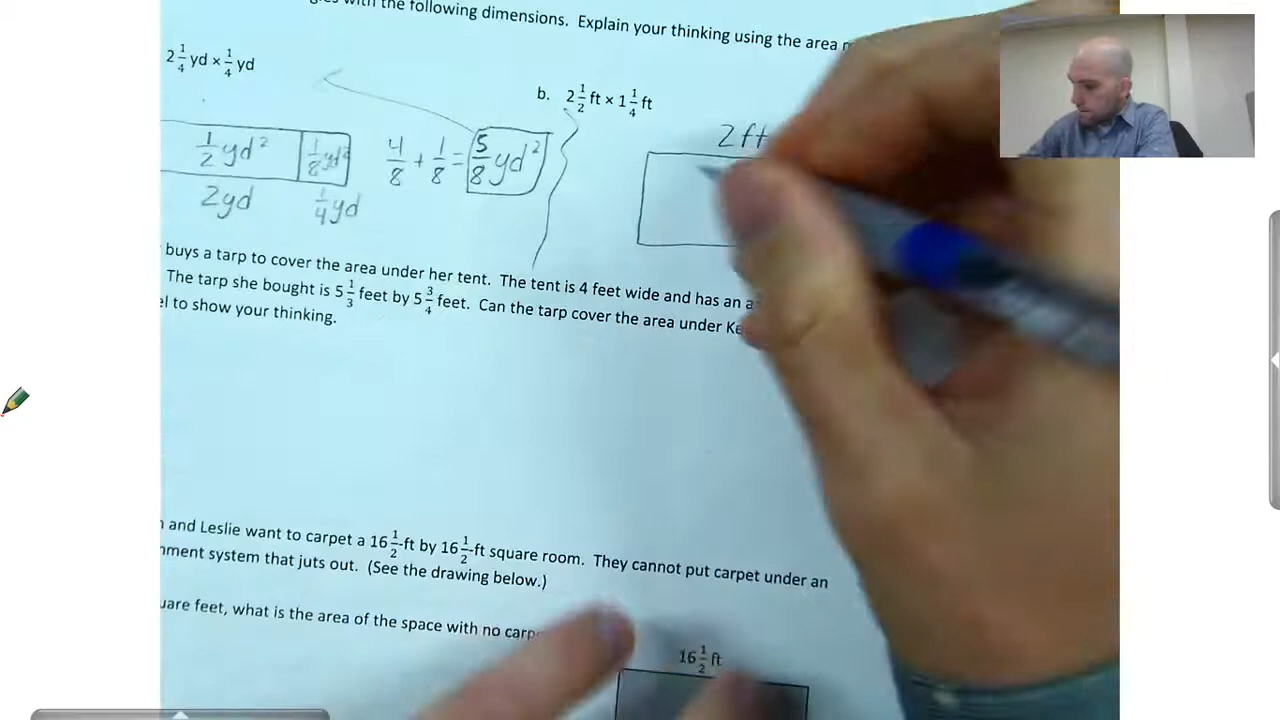 with the following dimensions. Explain your thinking using the area
2 1/4 yd × 1/4 yd
b. 2 1/2 ft × 1 1/4 ft
2ft
1/2 yd² 1/8 yd² 4/8 + 1/8 = 5/8 yd²
2yd 1/4 yd
buys a tarp to cover the area under her tent. The tent is 4 feet wide and has an
The tarp she bought is 5 1/3 feet by 5 3/4 feet. Can the tarp cover the area under
to show your thinking.
and Leslie want to carpet a 16 1/2-ft by 16 1/2-ft square room. They cannot put carpet under an
system that juts out. (See the drawing below.)
feet, what is the area of the space with no
16 1/2 ft